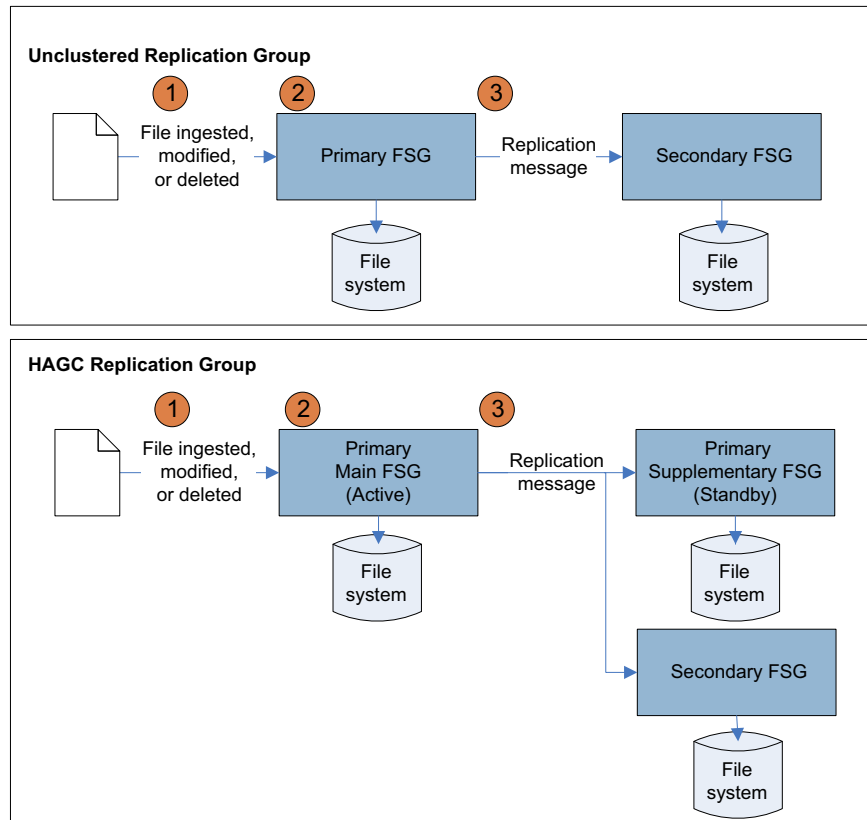 Unclustered Replication Group
1
2
3
File ingested,
modified,
or deleted
Primary FSG
Replication
message
Secondary FSG
File
system
File
system
HAGC Replication Group
1
2
3
File ingested,
modified,
or deleted
Primary
Main FSG
(Active)
Replication
message
Primary
Supplementary FSG
(Standby)
File
system
File
system
Secondary FSG
File
system